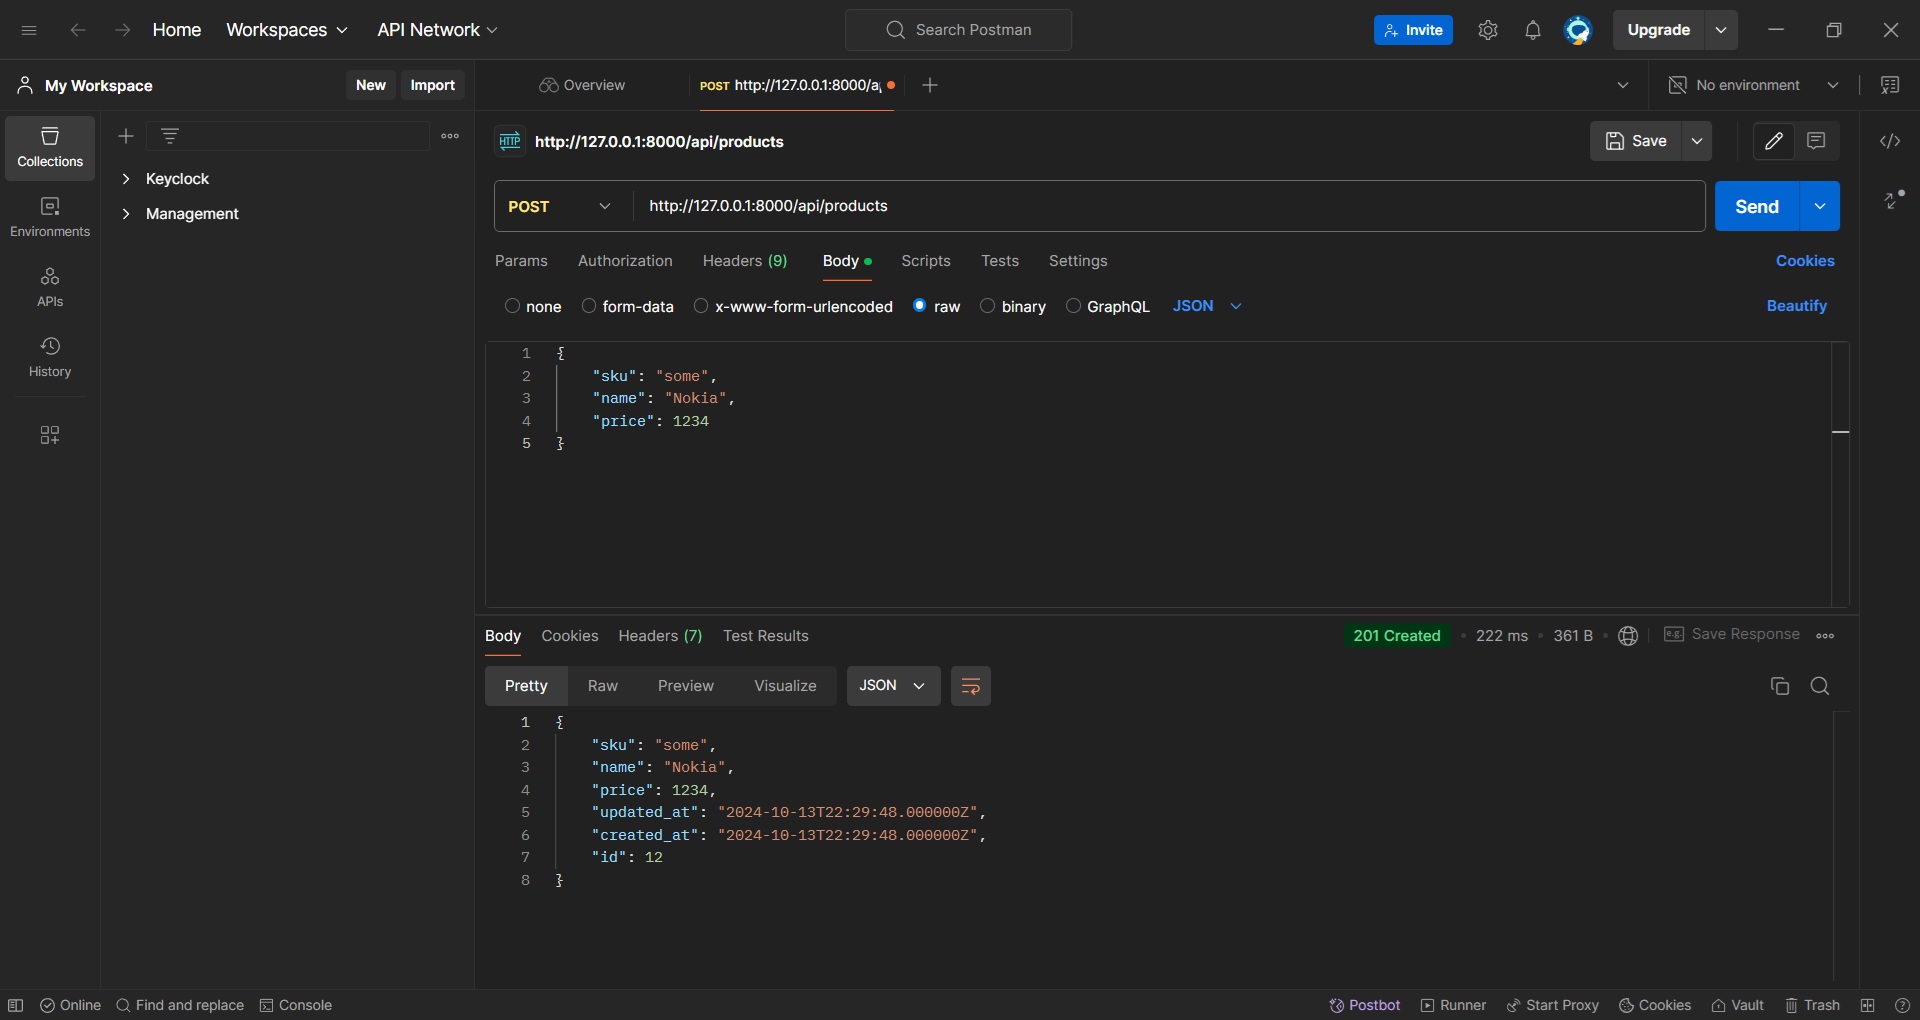 Home
Workspaces
API Network
Search Postman
Invite
Upgrade
My Workspace
New
Import
Overview
POST http://127.0.0.1:8000/a
No environment
Collections
Environments
APIs
History
Keyclock
Management
HTTP
http://127.0.0.1:8000/api/products
Save
POST
http://127.0.0.1:8000/api/products
Send
Params
Authorization
Headers (9)
Body
Scripts
Tests
Settings
Cookies
none
form-data
x-www-form-urlencoded
raw
binary
GraphQL
JSON
Beautify
1 {
2 "sku": "some",
3 "name": "Nokia",
4 "price": 1234
5 }
Body
Cookies
Headers (7)
Test Results
201 Created
222 ms
361 B
e.g. Save Response
Pretty
Raw
Preview
Visualize
JSON
1 {
2 "sku": "some",
3 "name": "Nokia",
4 "price": 1234,
5 "updated_at": "2024-10-13T22:29:48.000000Z",
6 "created_at": "2024-10-13T22:29:48.000000Z",
7 "id": 12
8 }
Online
Find and replace
Console
Postbot
Runner
Start Proxy
Cookies
Vault
Trash